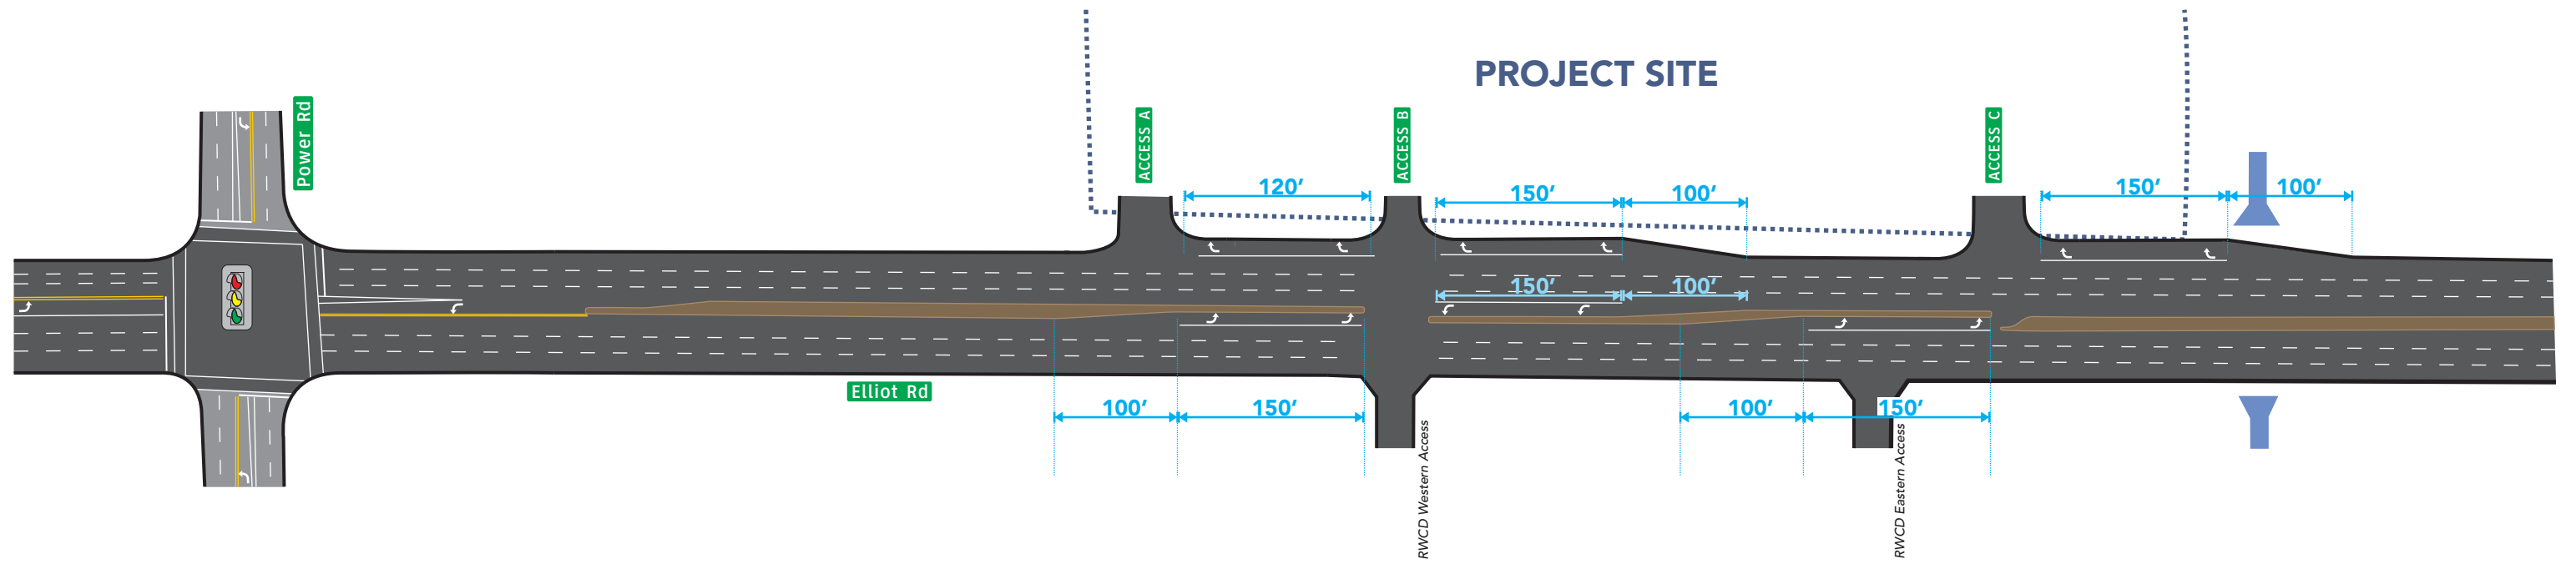 PROJECT SITE
Power Rd
ACCESS A
ACCESS B
ACCESS C
120’
150’
100’
150’
100’
150’
100’
Elliot Rd
100’
150’
100’
150’
RWCD Western Access
RWCD Eastern Access